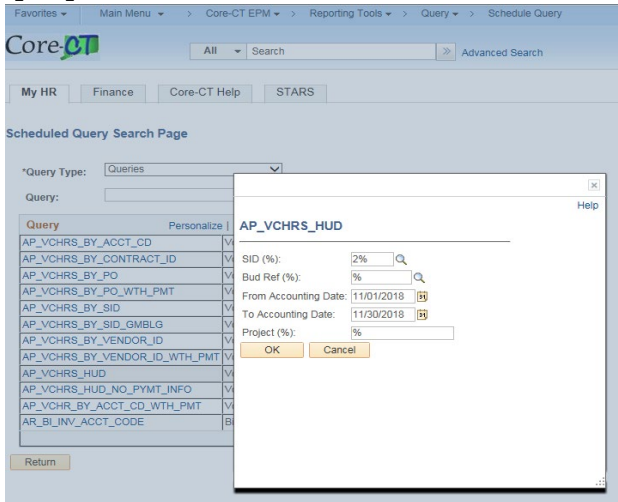 Favorites Main Menu > Core-CT EPM > Reporting Tools > Query > Schedule Query
Core-CT
All Search » Advanced Search
My HR Finance Core-CT Help STARS
Scheduled Query Search Page
*Query Type: Queries
Query:
Query Personalize |
AP_VCHRS_BY_ACCT_CD
AP_VCHRS_BY_CONTRACT_ID
AP_VCHRS_BY_PO
AP_VCHRS_BY_PO_WTH_PMT
AP_VCHRS_BY_SID
AP_VCHRS_BY_SID_GMBLG
AP_VCHRS_BY_VENDOR_ID
AP_VCHRS_BY_VENDOR_ID_WTH_PMT
AP_VCHRS_HUD
AP_VCHRS_HUD_NO_PYMT_INFO
AP_VCHR_BY_ACCT_CD_WTH_PMT
AR_BI_INV_ACCT_CODE
Return
Help
AP_VCHRS_HUD
SID (%): 2%
Bud Ref (%): %
From Accounting Date: 11/01/2018
To Accounting Date: 11/30/2018
Project (%): %
OK Cancel